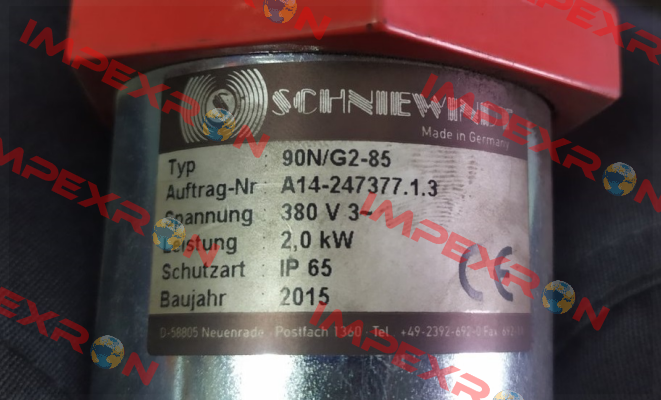 SCHNIEWINDT
Made in Germany
Typ : 90N/G2-85
Auftrag-Nr : A14-247377.1.3
Spannung : 380 V 3~
Leistung : 2,0 kW
Schutzart : IP 65
Baujahr : 2015
CE
D-58805 Neuenrade · Postfach 1360 · Tel. +49-2392-692-0 Fax
IMPEXRON